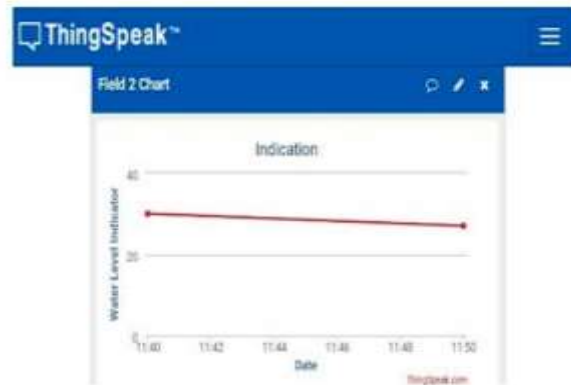 ThingSpeak™
Field 2 Chart
Indication
40
20
0
Water Level Indicator
11:40 11:42 11:44 11:46 11:48 11:50
Date
ThingSpeak.com